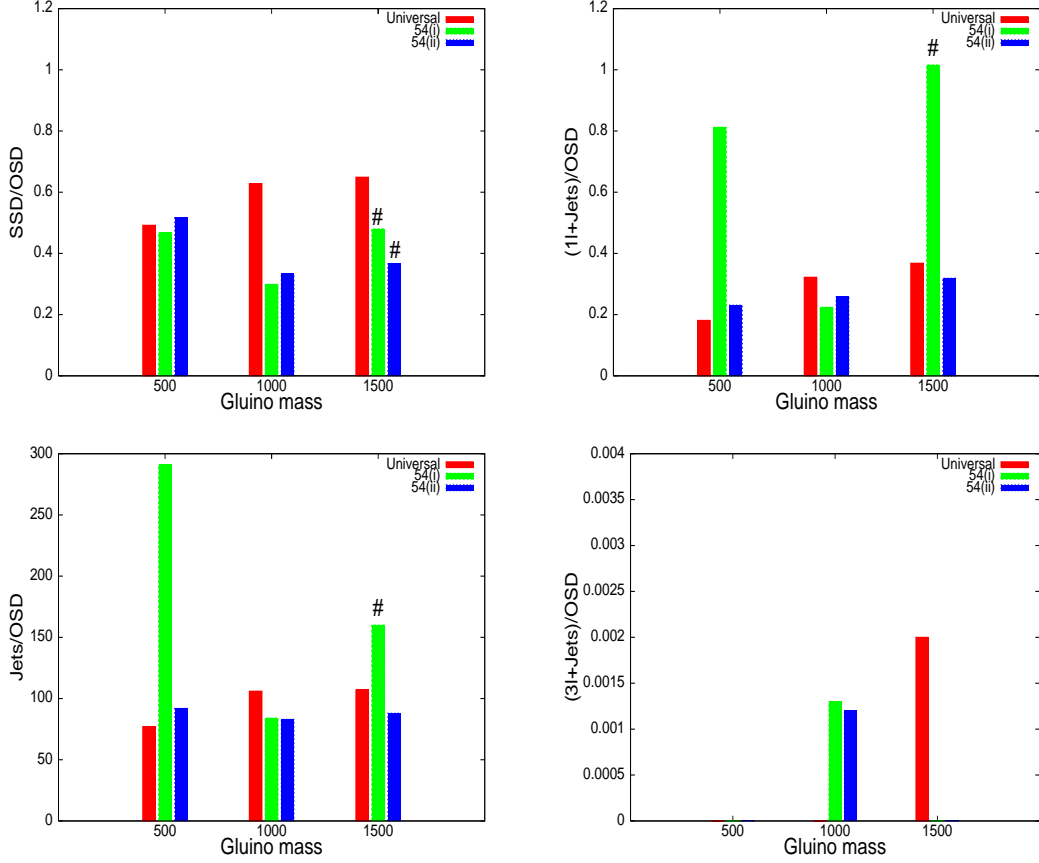 SSD/OSD
1.2
1
0.8
0.6
0.4
0.2
0
Universal
54(i)
54(ii)
#
#
500
1000
1500
Gluino mass
(1l+Jets)/OSD
1.2
1
0.8
0.6
0.4
0.2
0
Universal
54(i)
54(ii)
#
500
1000
1500
Gluino mass
Jets/OSD
300
250
200
150
100
50
0
Universal
54(i)
54(ii)
#
500
1000
1500
Gluino mass
(3l+Jets)/OSD
0.004
0.0035
0.003
0.0025
0.002
0.0015
0.001
0.0005
0
Universal
54(i)
54(ii)
500
1000
1500
Gluino mass